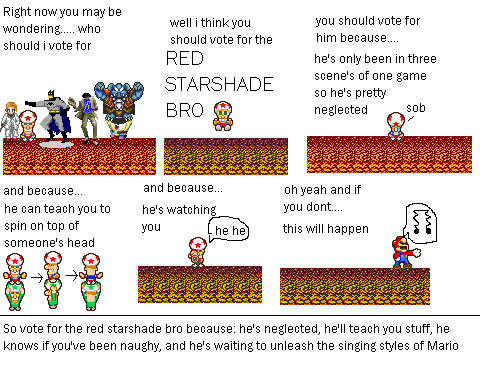 Right now you may be
wondering..... who
should i vote for
well i think you
should vote for the
RED
STARSHADE
BRO
you should vote for
him because....
he's only been in three
scene's of one game
so he's pretty
neglected
sob
and because...
he can teach you to
spin on top of
someone's head
and because...
he's watching
you
he he
oh yeah and if
you dont....
this will happen
So vote for the red starshade bro because: he's neglected, he'll teach you stuff, he
knows if you've been naughy, and he's waiting to unleash the singing styles of Mario